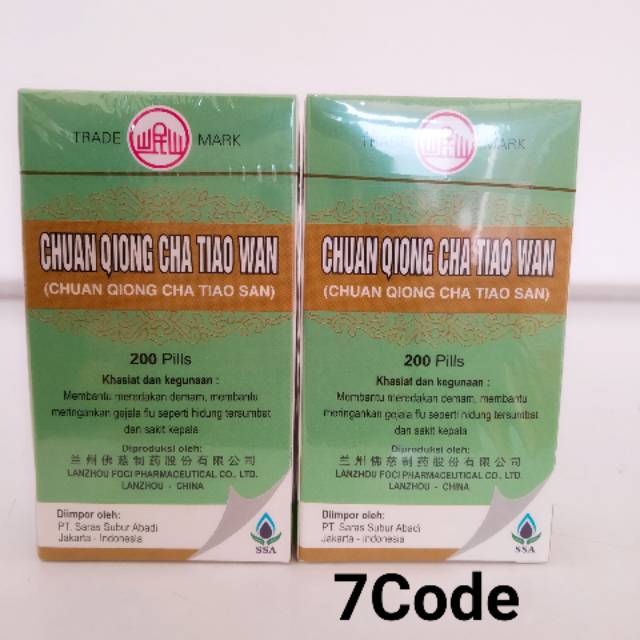 TRADE MARK
CHUAN QIONG CHA TIAO WAN
(CHUAN QIONG CHA TIAO SAN)
200 Pills
Khasiat dan kegunaan :
Membantu meredakan demam, membantu
meringankan gejala flu seperti hidung tersumbat
dan sakit kepala
Diproduksi oleh:
兰州佛慈制药股份有限公司
LANZHOU FOCI PHARMACEUTICAL CO., LTD.
LANZHOU - CHINA
Diimpor oleh:
PT. Saras Subur Abadi
Jakarta - Indonesia
SSA
TRADE MARK
CHUAN QIONG CHA TIAO WAN
(CHUAN QIONG CHA TIAO SAN)
200 Pills
Khasiat dan kegunaan :
Membantu meredakan demam, membantu
meringankan gejala flu seperti hidung tersumbat
dan sakit kepala
Diproduksi oleh:
兰州佛慈制药股份有限公司
LANZHOU FOCI PHARMACEUTICAL CO., LTD.
LANZHOU - CHINA
Diimpor oleh:
PT. Saras Subur Abadi
Jakarta - Indonesia
SSA
7Code